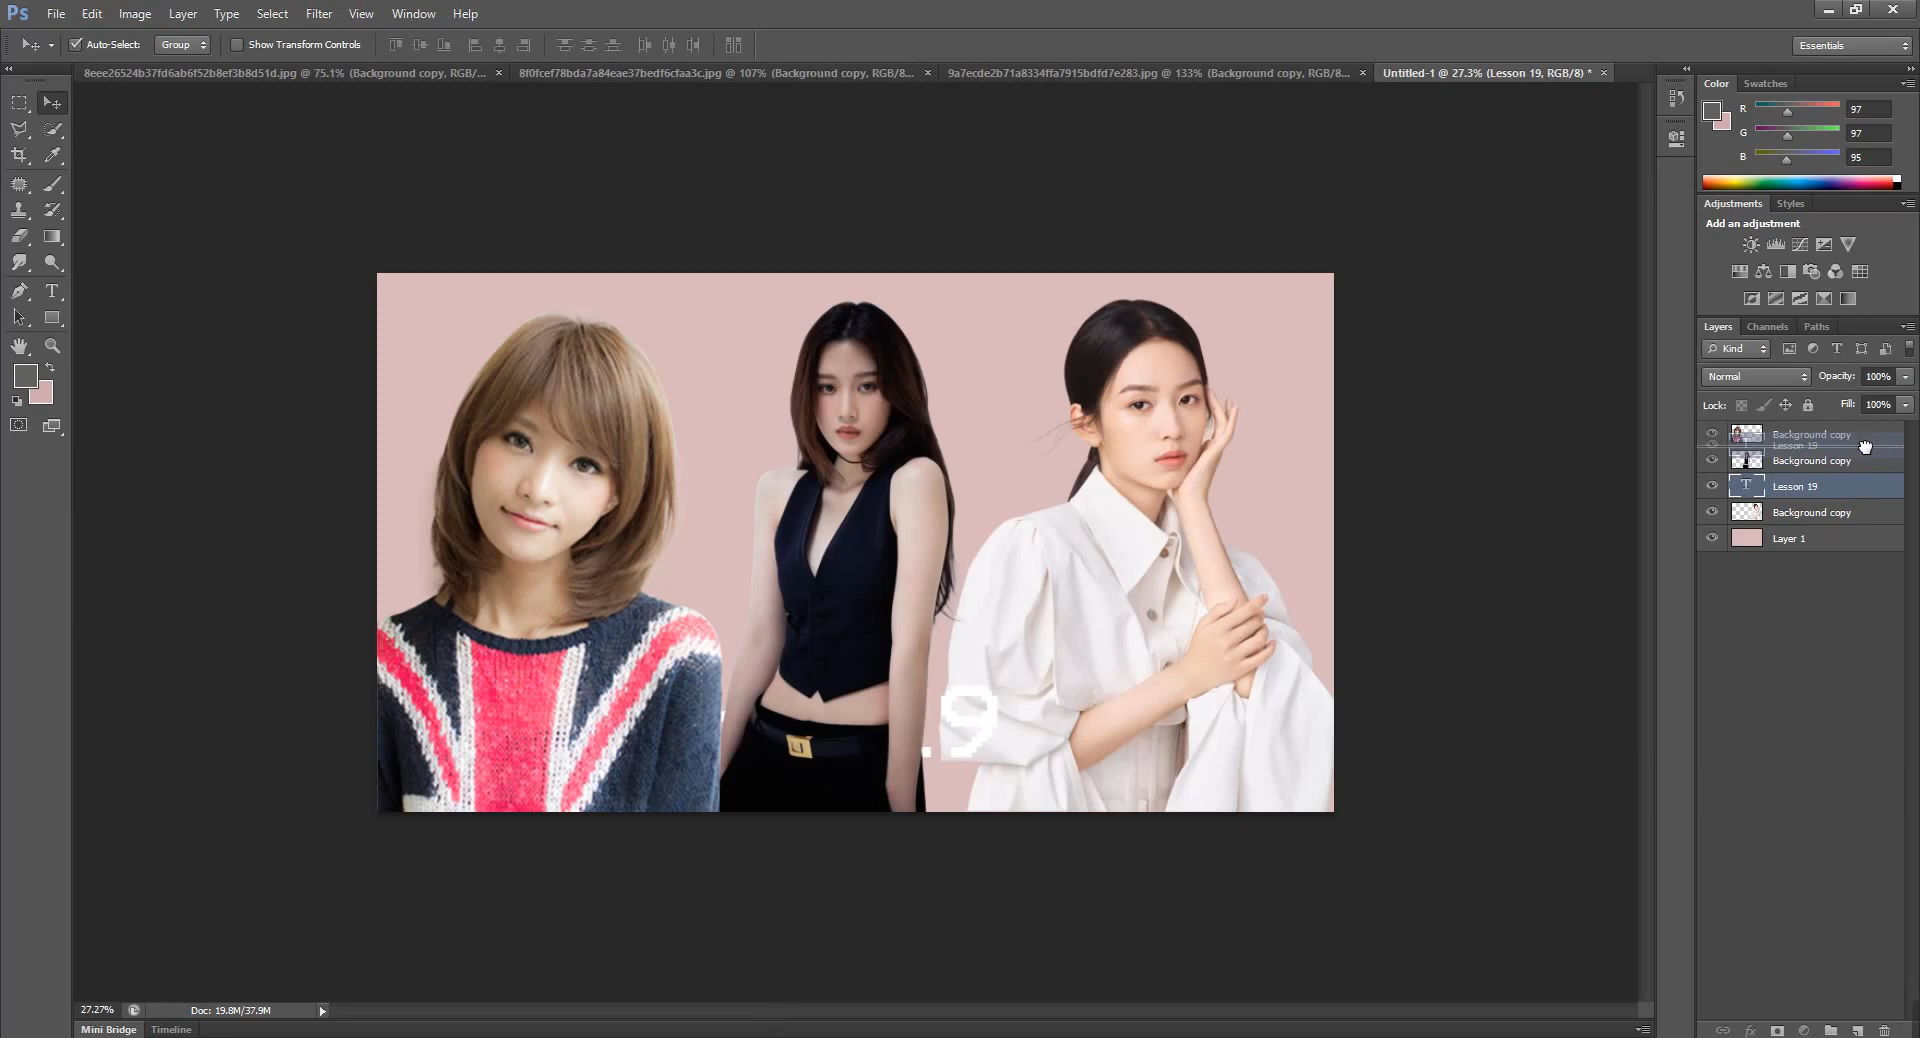 Ps File Edit Image Layer Type Select Filter View Window Help
Auto-Select: Group Show Transform Controls Essentials
8eee26524b37fd6ab6f52b8ef3b8d51d.jpg @ 75.1% (Background copy, RGB/... × 8f0fcef78bda7a84eae37bedf6cfaa3c.jpg @ 107% (Background copy, RGB/8... × 9a7ecde2b71a8334ffa7915bdfd7e283.jpg @ 133% (Background copy, RGB/8... × Untitled-1 @ 27.3% (Lesson 19, RGB/8) * ×
Color Swatches
R 97
G 97
B 95
Adjustments Styles
Add an adjustment
Layers Channels Paths
Kind
Normal Opacity: 100%
Lock: Fill: 100%
Background copy
Lesson 19
Background copy
Lesson 19
Background copy
Layer 1
.9
27.27% Doc: 19.8M/37.9M
Mini Bridge Timeline